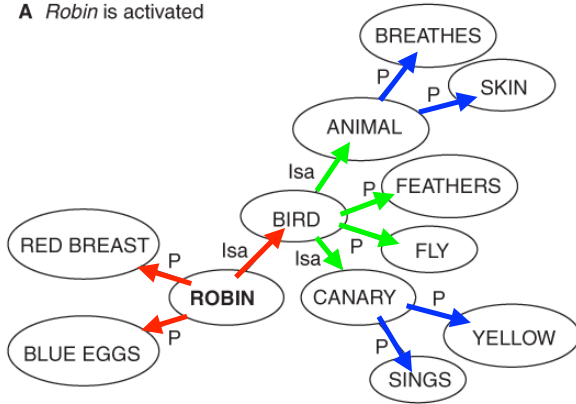 A Robin is activated
BREATHES
P
P
SKIN
ANIMAL
Isa
P
FEATHERS
BIRD
P
FLY
RED BREAST
P
Isa
Isa
ROBIN
CANARY
P
BLUE EGGS
P
P
YELLOW
SINGS